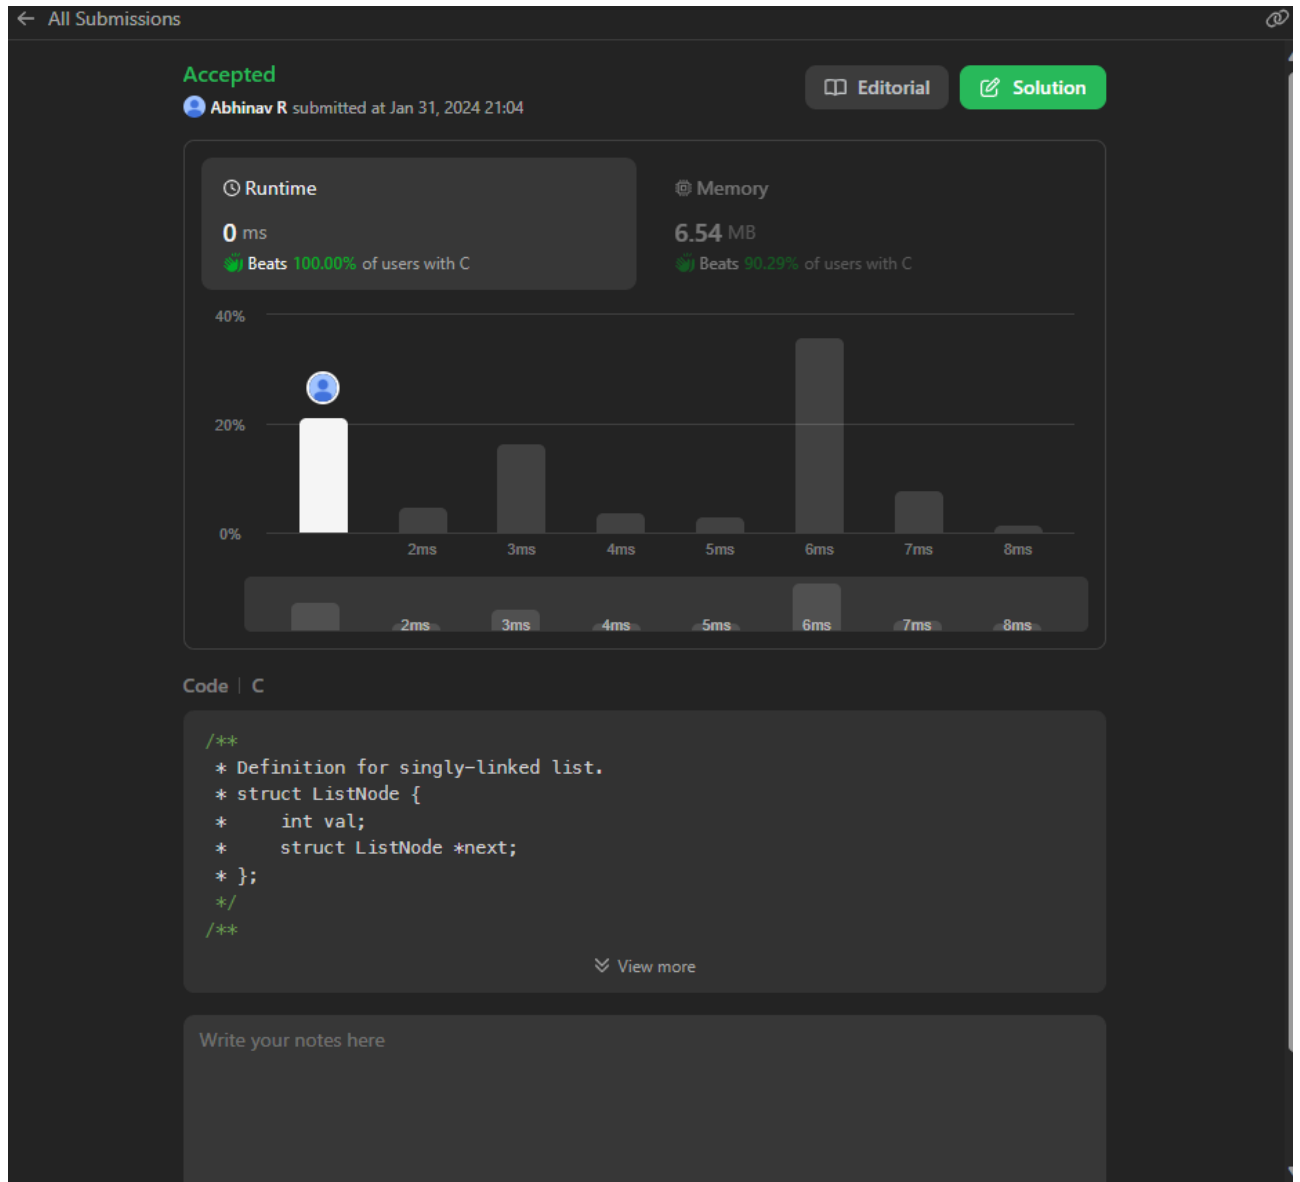 All Submissions
Accepted
Abhinav R submitted at Jan 31, 2024 21:04
Editorial
Solution
Runtime
0 ms
Beats 100.00% of users with C
Memory
6.54 MB
Beats 90.29% of users with C
40%
20%
0%
2ms 3ms 4ms 5ms 6ms 7ms 8ms
2ms 3ms 4ms 5ms 6ms 7ms 8ms
Code | C
/**
 * Definition for singly-linked list.
 * struct ListNode {
 *     int val;
 *     struct ListNode *next;
 * };
 */
/**
View more
Write your notes here